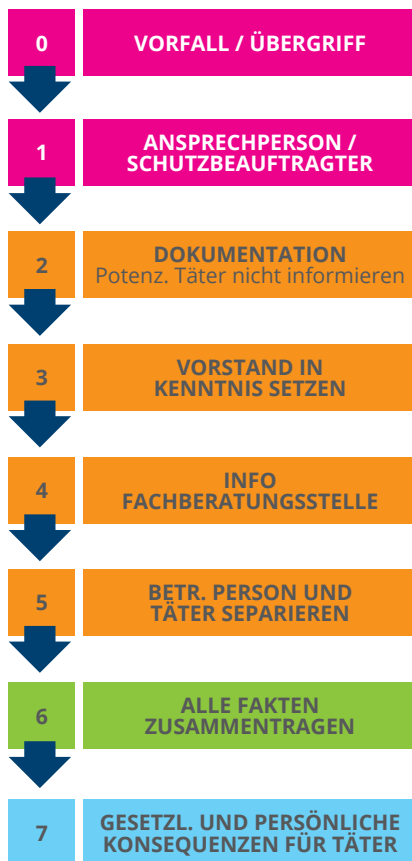 0
VORFALL / ÜBERGRIFF
1
ANSPRECHPERSON /
SCHUTZBEAUFTRAGTER
2
DOKUMENTATION
Potenz. Täter nicht informieren
3
VORSTAND IN
KENNTNIS SETZEN
4
INFO
FACHBERATUNGSSTELLE
5
BETR. PERSON UND
TÄTER SEPARIEREN
6
ALLE FAKTEN
ZUSAMMENTRAGEN
7
GESETZL. UND PERSÖNLICHE
KONSEQUENZEN FÜR TÄTER